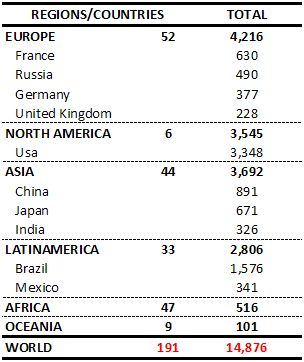 REGIONS/COUNTRIES TOTAL
EUROPE 52 4,216
France 630
Russia 490
Germany 377
United Kingdom 228
NORTH AMERICA 6 3,545
Usa 3,348
ASIA 44 3,692
China 891
Japan 671
India 326
LATINAMERICA 33 2,806
Brazil 1,576
Mexico 341
AFRICA 47 516
OCEANIA 9 101
WORLD 191 14,876